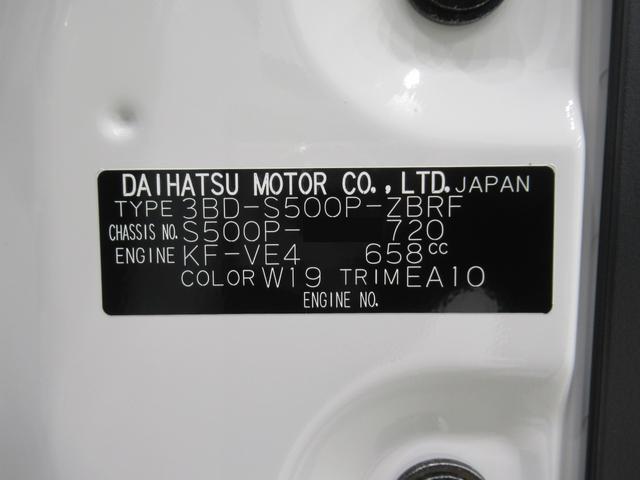 DAIHATSU MOTOR CO.,LTD. JAPAN
TYPE 3BD-S500P-ZBRF
CHASSIS NO. S500P- 720
ENGINE KF-VE4 658cc
COLOR W19 TRIM EA10
ENGINE NO.